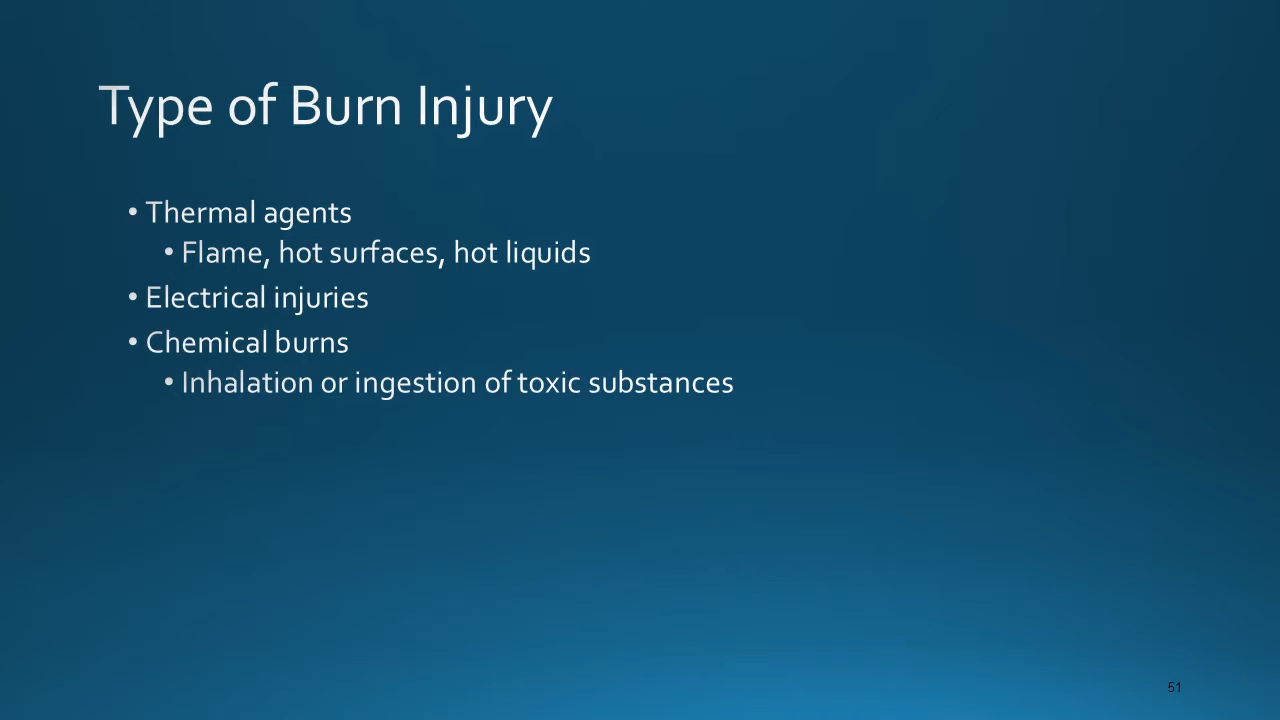 Type of Burn Injury
• Thermal agents
• Flame, hot surfaces, hot liquids
• Electrical injuries
• Chemical burns
• Inhalation or ingestion of toxic substances
51